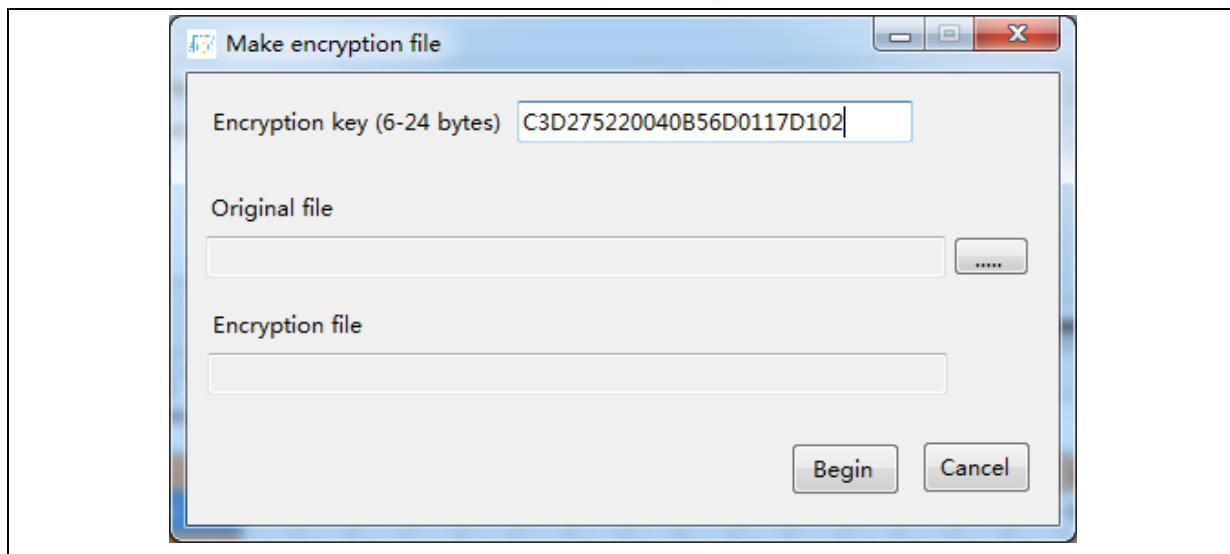 Make encryption file
Encryption key (6-24 bytes) C3D275220040B56D0117D102
Original file
.....
Encryption file
Begin Cancel